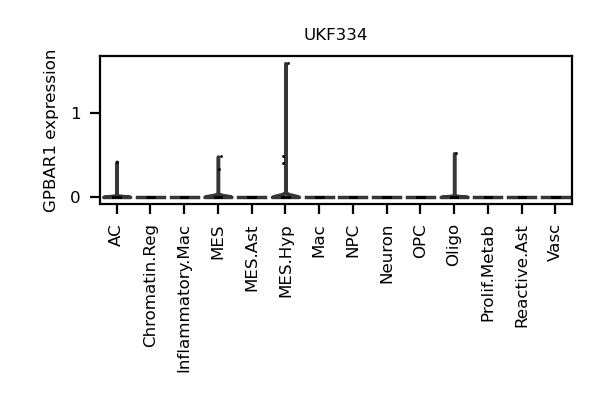 UKF334
GPBAR1 expression
1
0
AC
Chromatin.Reg
Inflammatory.Mac
MES
MES.Ast
MES.Hyp
Mac
NPC
Neuron
OPC
Oligo
Prolif.Metab
Reactive.Ast
Vasc